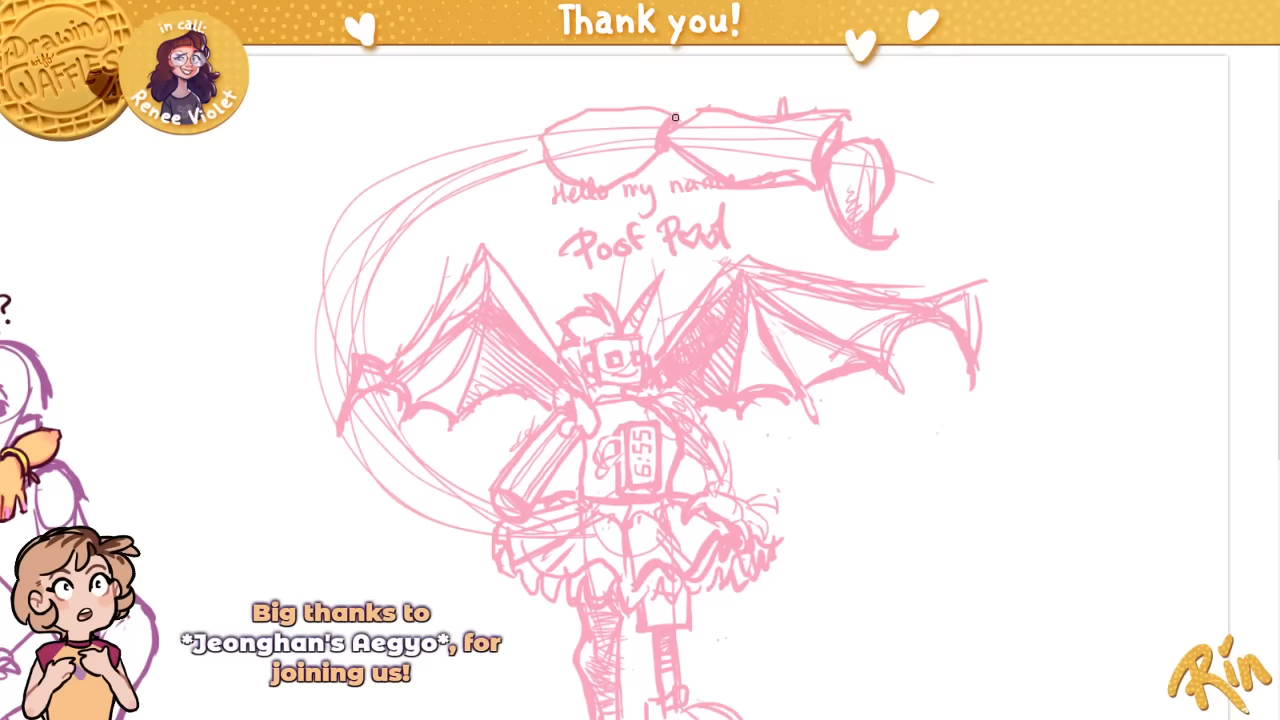 Thank you!
Drawing
with
WAFFLES
in call:
Renee Violet
Hello my name
Poof Pool
6:55
?
Big thanks to
*Jeonghan's Aegyo*, for
joining us!
Rin